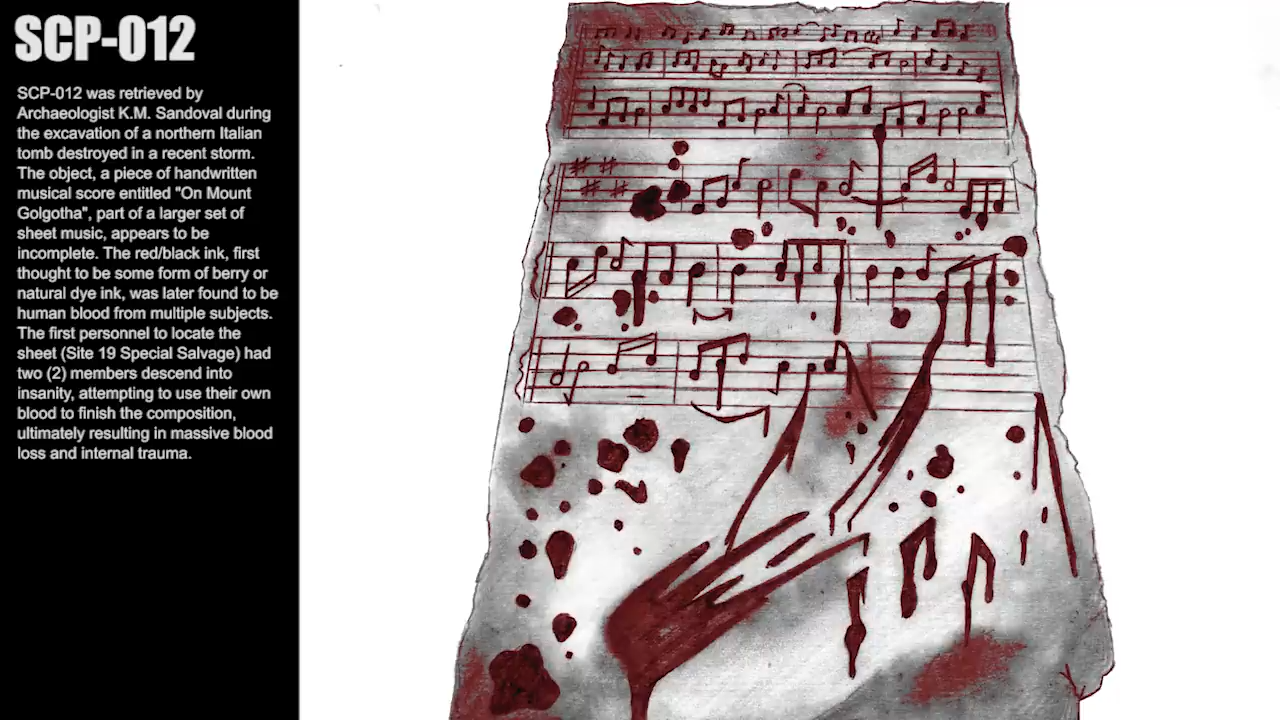 SCP-012
SCP-012 was retrieved by
Archaeologist K.M. Sandoval during
the excavation of a northern Italian
tomb destroyed in a recent storm.
The object, a piece of handwritten
musical score entitled "On Mount
Golgotha", part of a larger set of
sheet music, appears to be
incomplete. The red/black ink, first
thought to be some form of berry or
natural dye ink, was later found to be
human blood from multiple subjects.
The first personnel to locate the
sheet (Site 19 Special Salvage) had
two (2) members descend into
insanity, attempting to use their own
blood to finish the composition,
ultimately resulting in massive blood
loss and internal trauma.